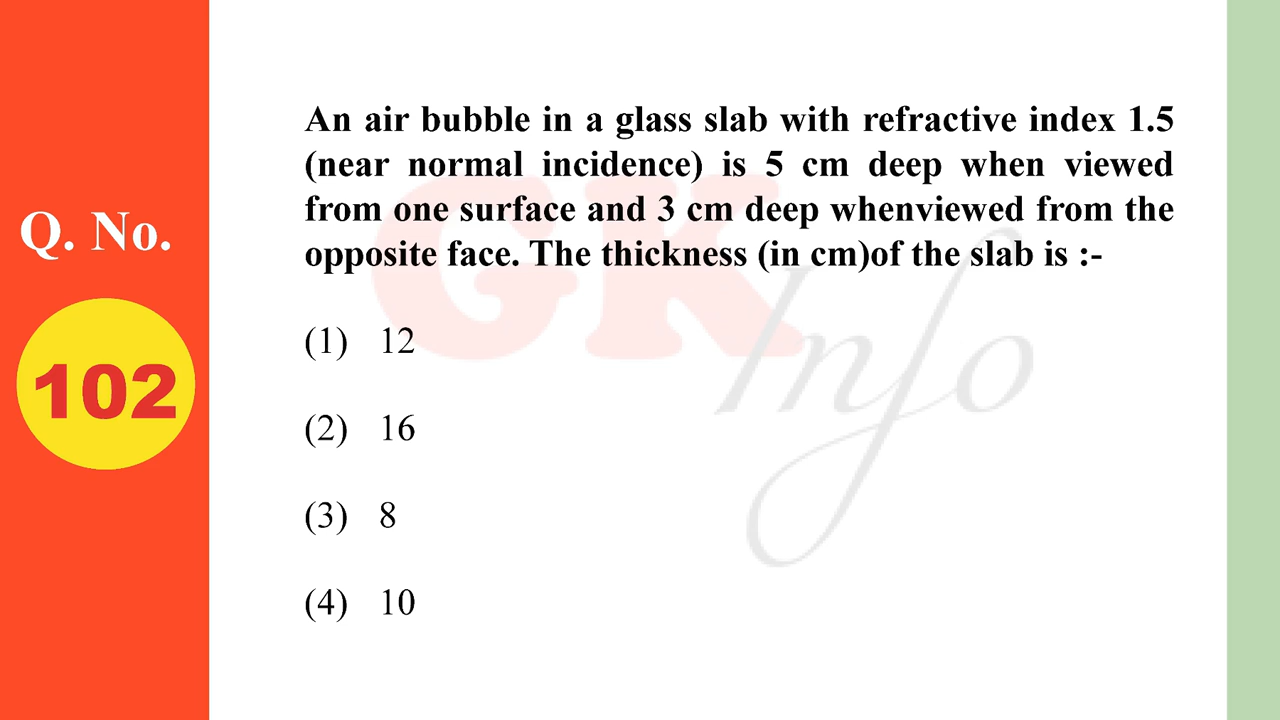 Q. No.
102
An air bubble in a glass slab with refractive index 1.5
(near normal incidence) is 5 cm deep when viewed
from one surface and 3 cm deep whenviewed from the
opposite face. The thickness (in cm)of the slab is :-
(1) 12
(2) 16
(3) 8
(4) 10
GK
Info